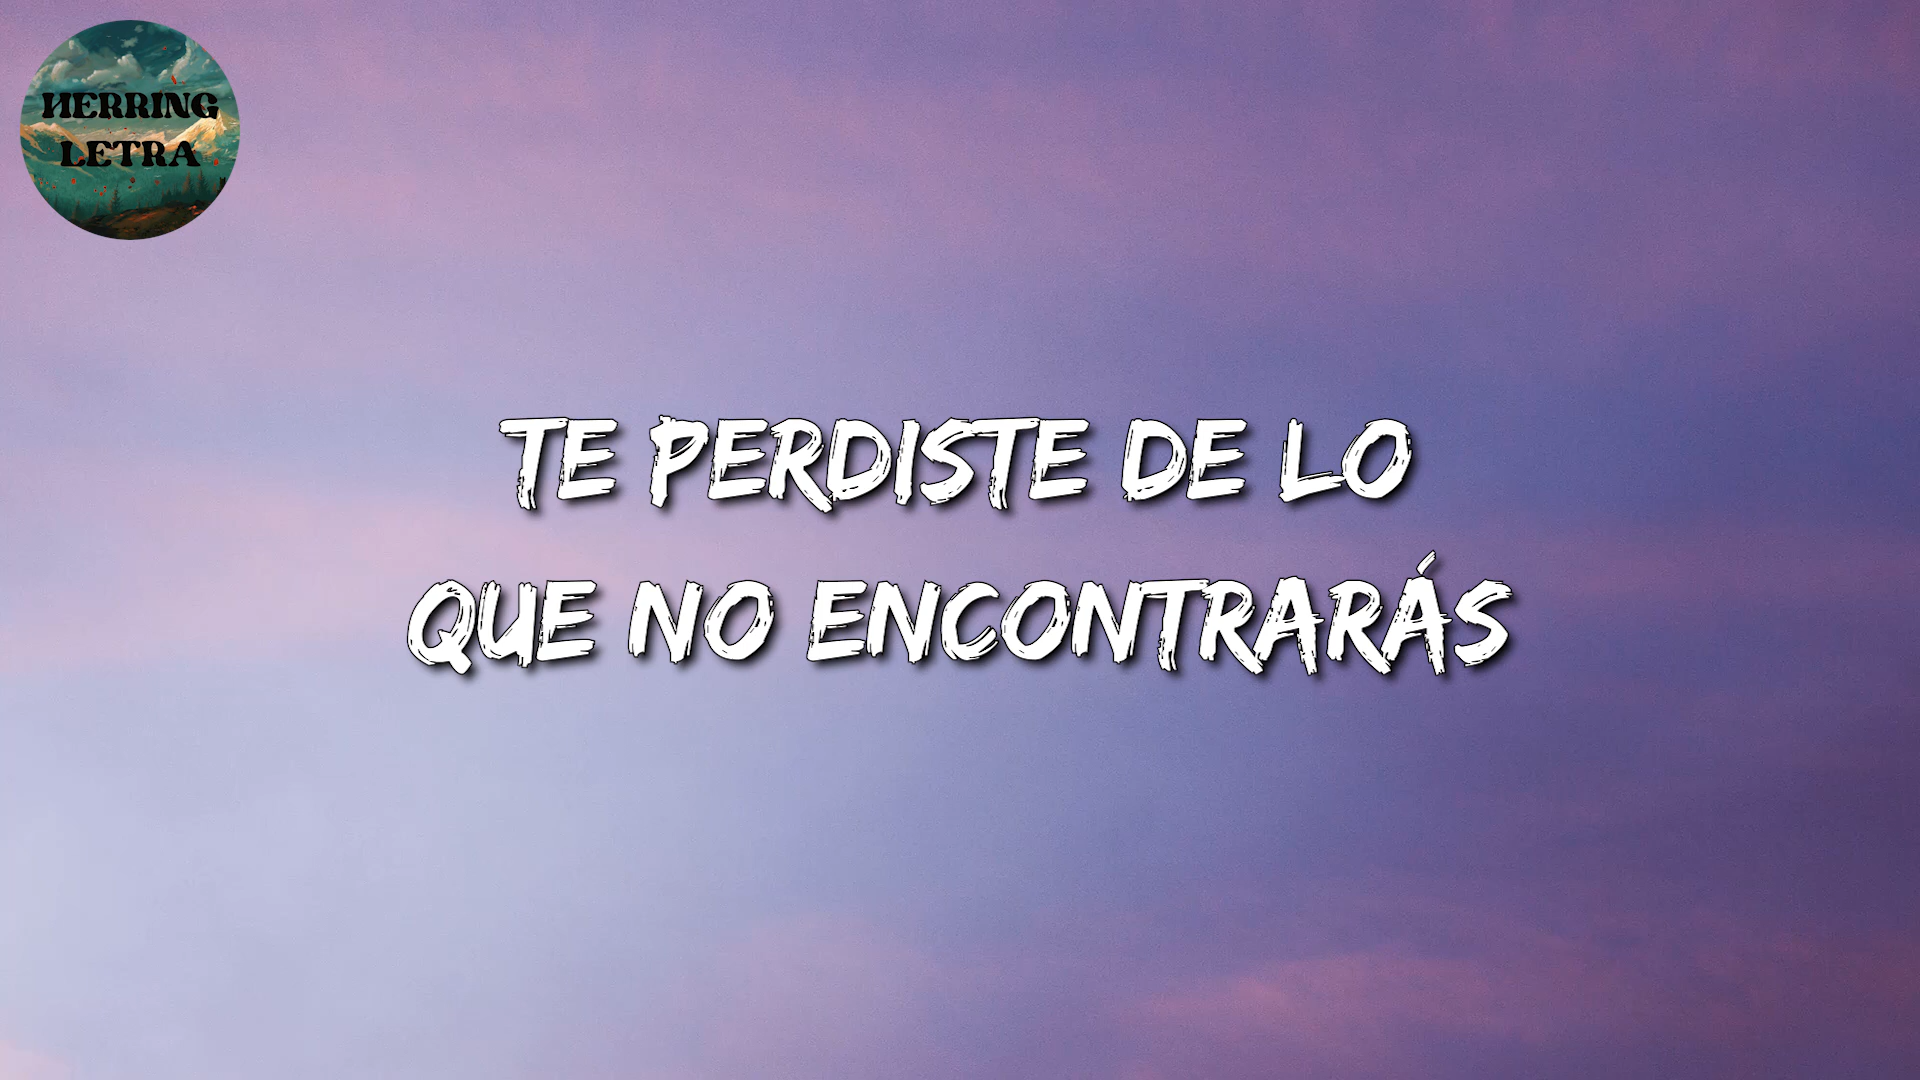 HERRING
LETRA
TE PERDISTE DE LO
QUE NO ENCONTRARÁS